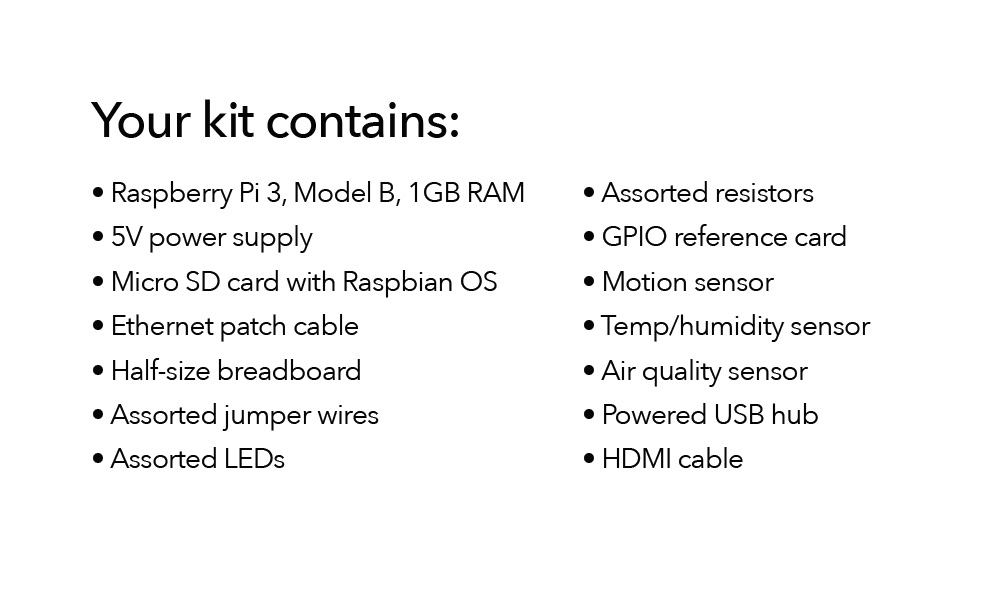 Your kit contains:
• Raspberry Pi 3, Model B, 1GB RAM
• 5V power supply
• Micro SD card with Raspbian OS
• Ethernet patch cable
• Half-size breadboard
• Assorted jumper wires
• Assorted LEDs
• Assorted resistors
• GPIO reference card
• Motion sensor
• Temp/humidity sensor
• Air quality sensor
• Powered USB hub
• HDMI cable